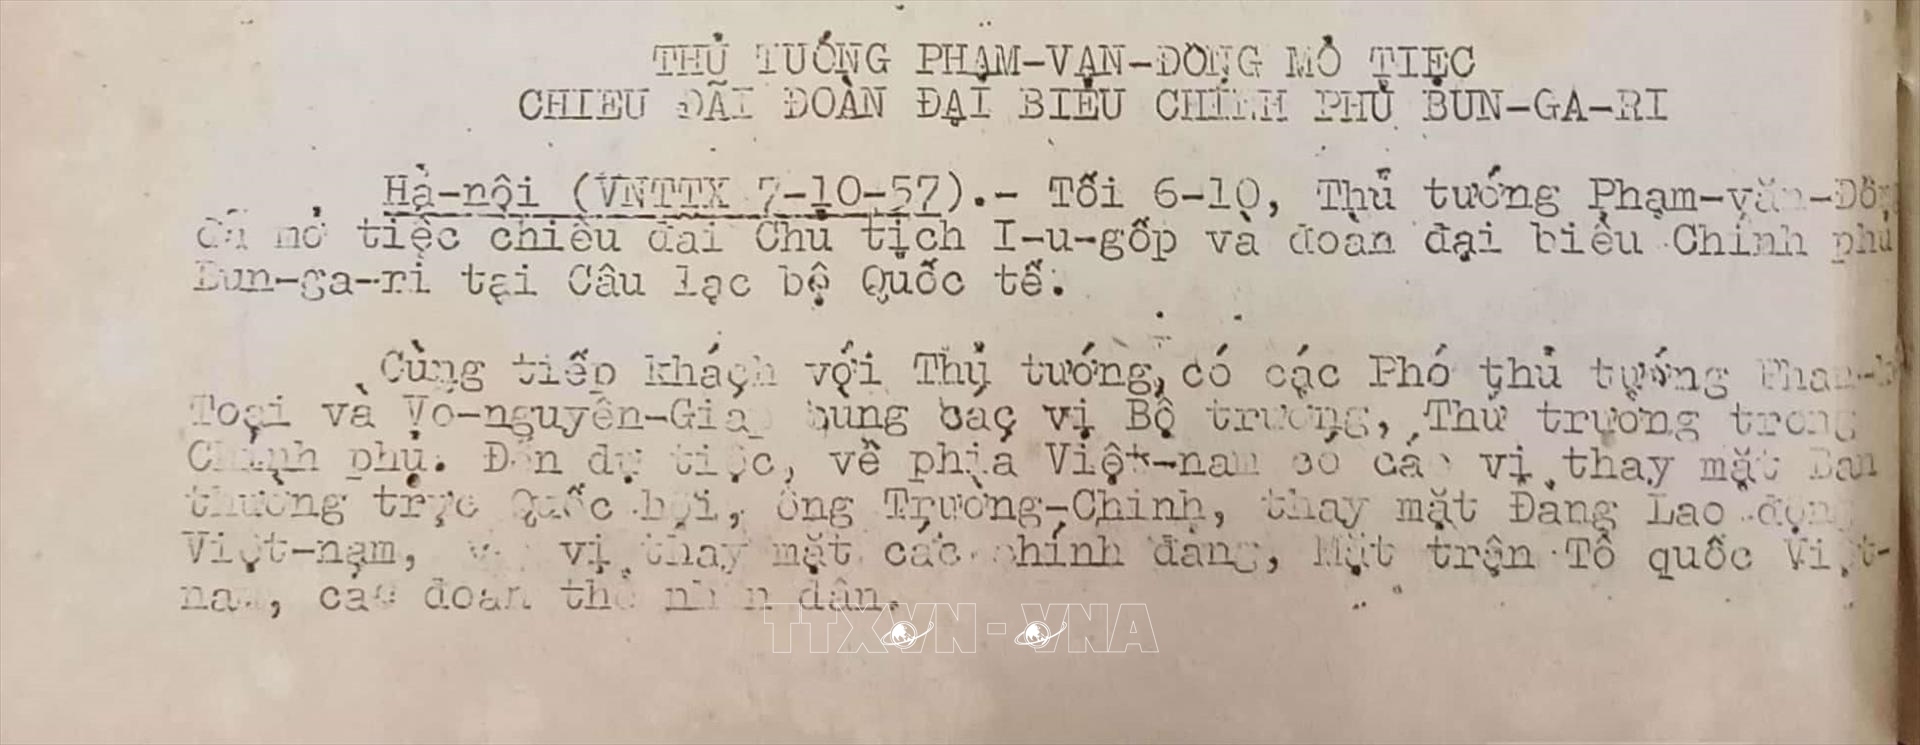 THỦ TƯỚNG PHẠM-VĂN-ĐỒNG MỞ TIỆC
CHIÊU ĐÃI ĐOÀN ĐẠI BIỂU CHÍNH PHỦ BUN-GA-RI
Hà-nội (VNTTX 7-10-57).- Tối 6-10, Thủ tướng Phạm-văn-Đồng
đã mở tiệc chiêu đãi Chủ tịch I-u-gốp và đoàn đại biểu Chính phủ
Bun-ga-ri tại Câu lạc bộ Quốc tế.
Cùng tiếp khách với Thủ tướng, có các Phó thủ tướng Phan-
Toại và Võ-nguyên-Giáp cùng các vị Bộ trưởng, Thứ trưởng trong
Chính phủ. Đến dự tiệc, về phía Việt-nam có các vị thay mặt Ban
thường trực Quốc hội, ông Trường-Chinh, thay mặt Đảng Lao động
Việt-nam, vị thay mặt các chính đảng, Mặt trận Tổ quốc Việt-
nam, các đoàn thể nhân dân.
TTXVN-VNA